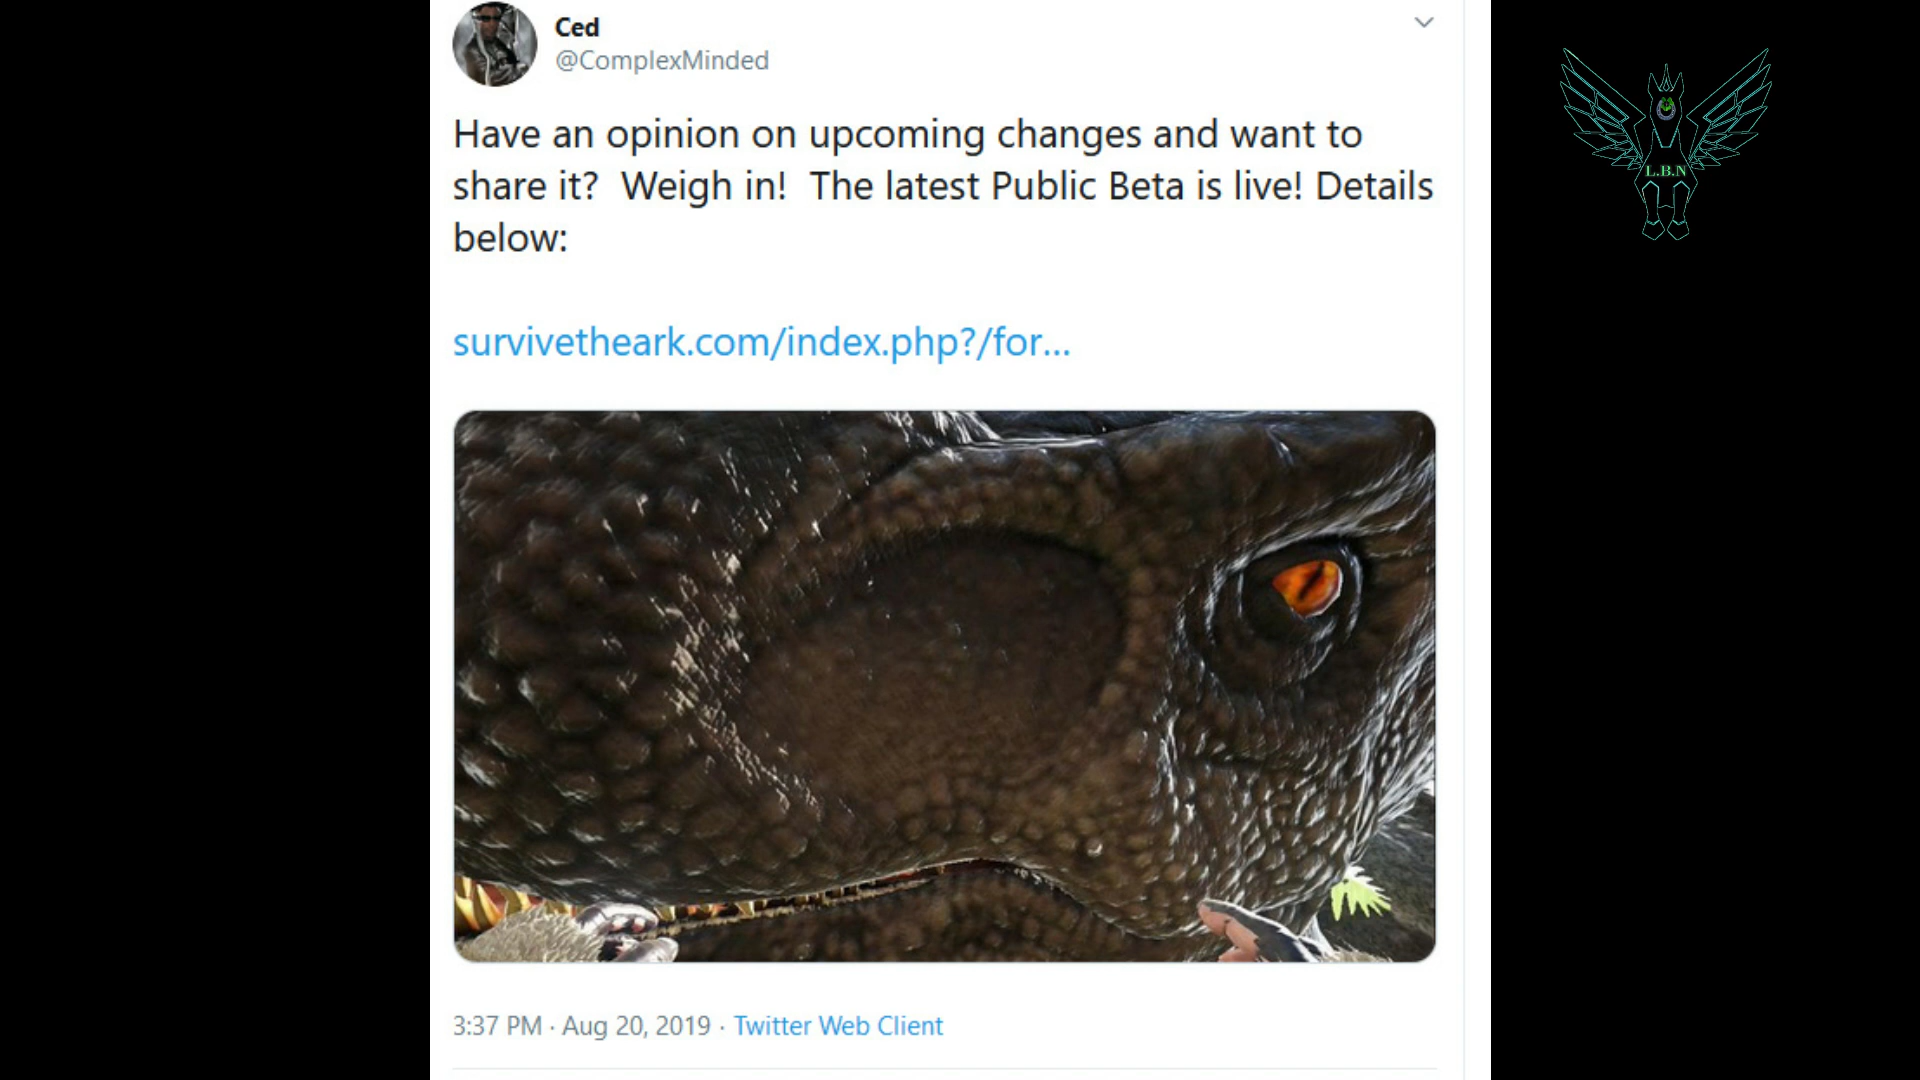 Ced
@ComplexMinded
Have an opinion on upcoming changes and want to
share it?  Weigh in!  The latest Public Beta is live! Details
below:
survivetheark.com/index.php?/for...
3:37 PM · Aug 20, 2019 · Twitter Web Client
L.B.N